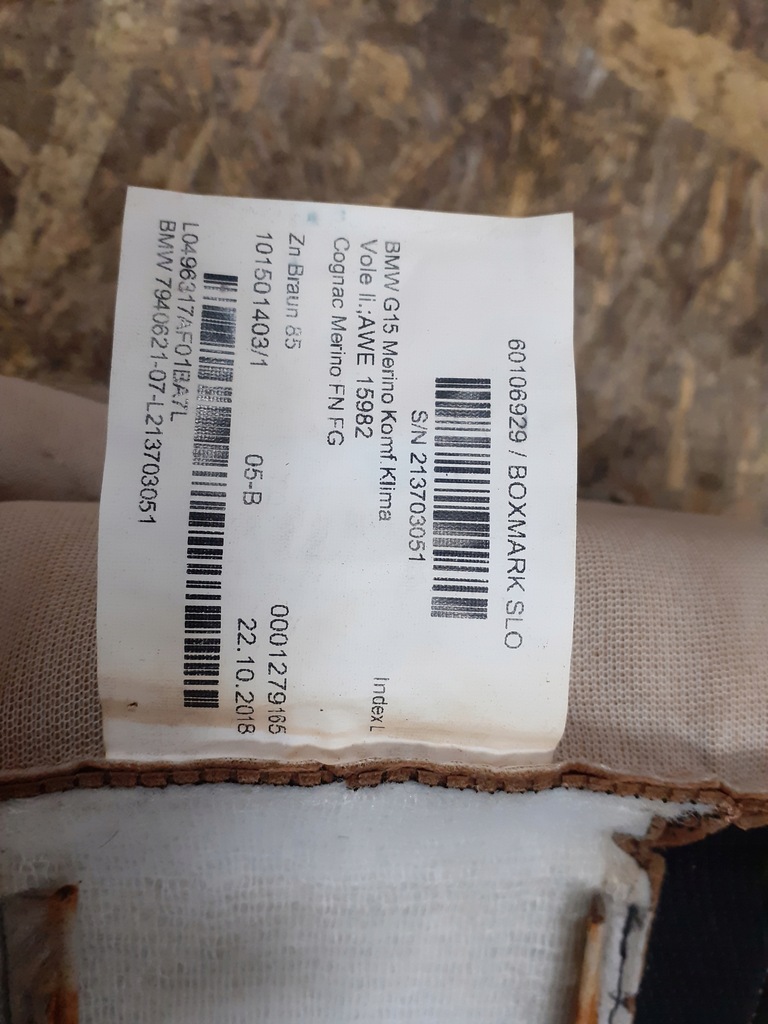 60106929 / BOXMARK SLO
S/N 213703051
BMW G15 Merino Komf.Klima
Vole li.;AWE 15982 Index L
Cognac Merino FN FG
Zn Braun 85 0001279165
101501403/1 05-B 22.10.2018
L0496317AF01BA7L
BMW 7940621-07-L213703051